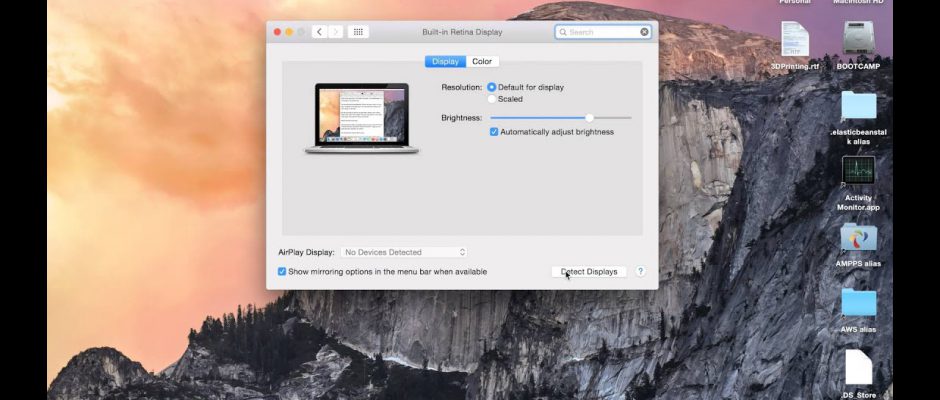 Personal
Macintosh HD
Built-in Retina Display
Search
Display
Color
3DPrinting.rtf
BOOTCAMP
Resolution:
Default for display
Scaled
Brightness:
Automatically adjust brightness
.elasticbeanstal
k alias
Activity
Monitor.app
AirPlay Display:
No Devices Detected
AMPPS alias
Show mirroring options in the menu bar when available
Detect Displays
?
AWS alias
.DS_Store